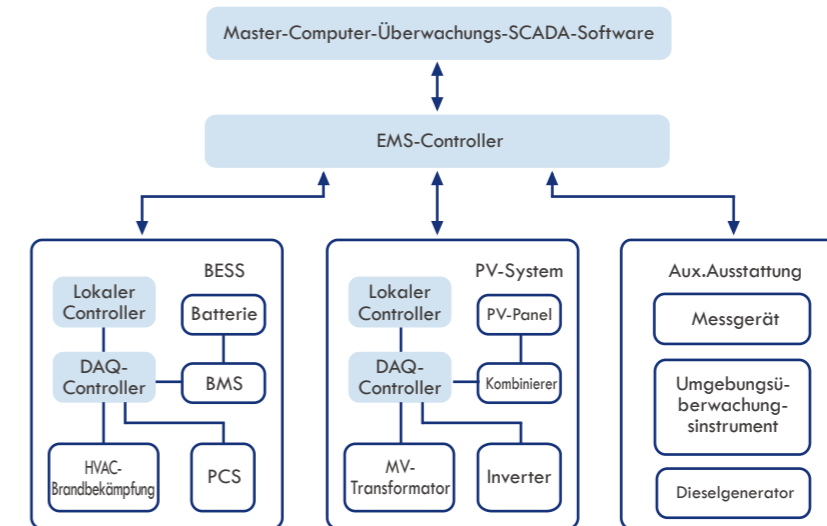 Master-Computer-Überwachungs-SCADA-Software
EMS-Controller
BESS
Lokaler
Controller
Batterie
DAQ-
Controller
BMS
HVAC-
Brandbekämpfung
PCS
PV-System
Lokaler
Controller
PV-Panel
DAQ-
Controller
Kombinierer
MV-
Transformator
Inverter
Aux.Ausstattung
Messgerät
Umgebungsü-
berwachung-
sinstrument
Dieselgenerator